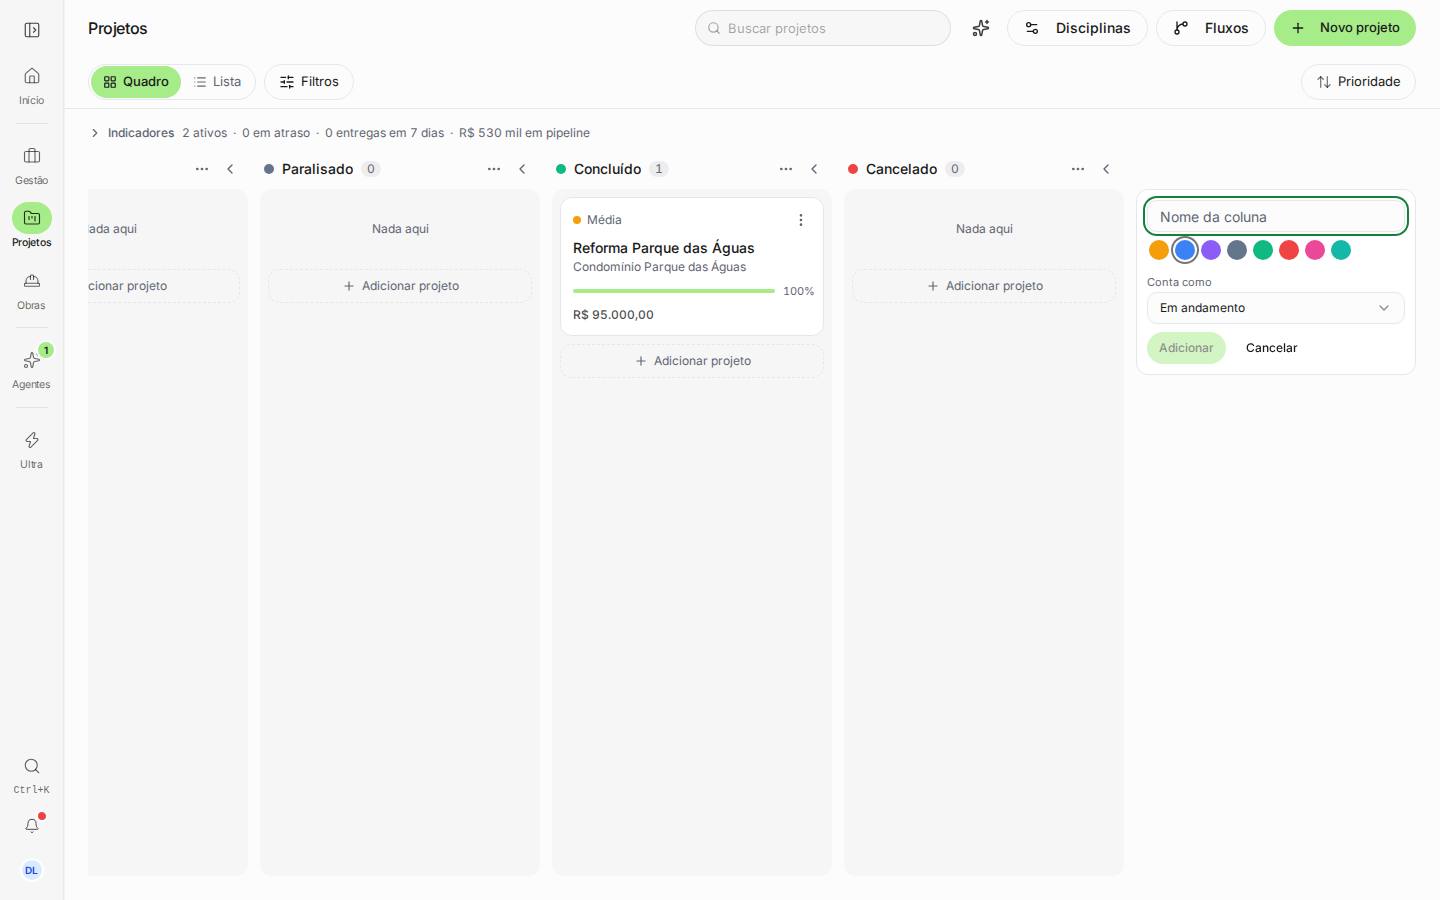 Projetos
Buscar projetos
Disciplinas
Fluxos
Novo projeto
Quadro
Lista
Filtros
Prioridade
Indicadores 2 ativos · 0 em atraso · 0 entregas em 7 dias · R$ 530 mil em pipeline
Início
Gestão
Projetos
Obras
1
Agentes
Ultra
Ctrl+K
DL
aqui
projeto
Paralisado 0
Nada aqui
Adicionar projeto
Concluído 1
Média
Reforma Parque das Águas
Condomínio Parque das Águas
100%
R$ 95.000,00
Adicionar projeto
Cancelado 0
Nada aqui
Adicionar projeto
Nome da coluna
Conta como
Em andamento
Adicionar
Cancelar